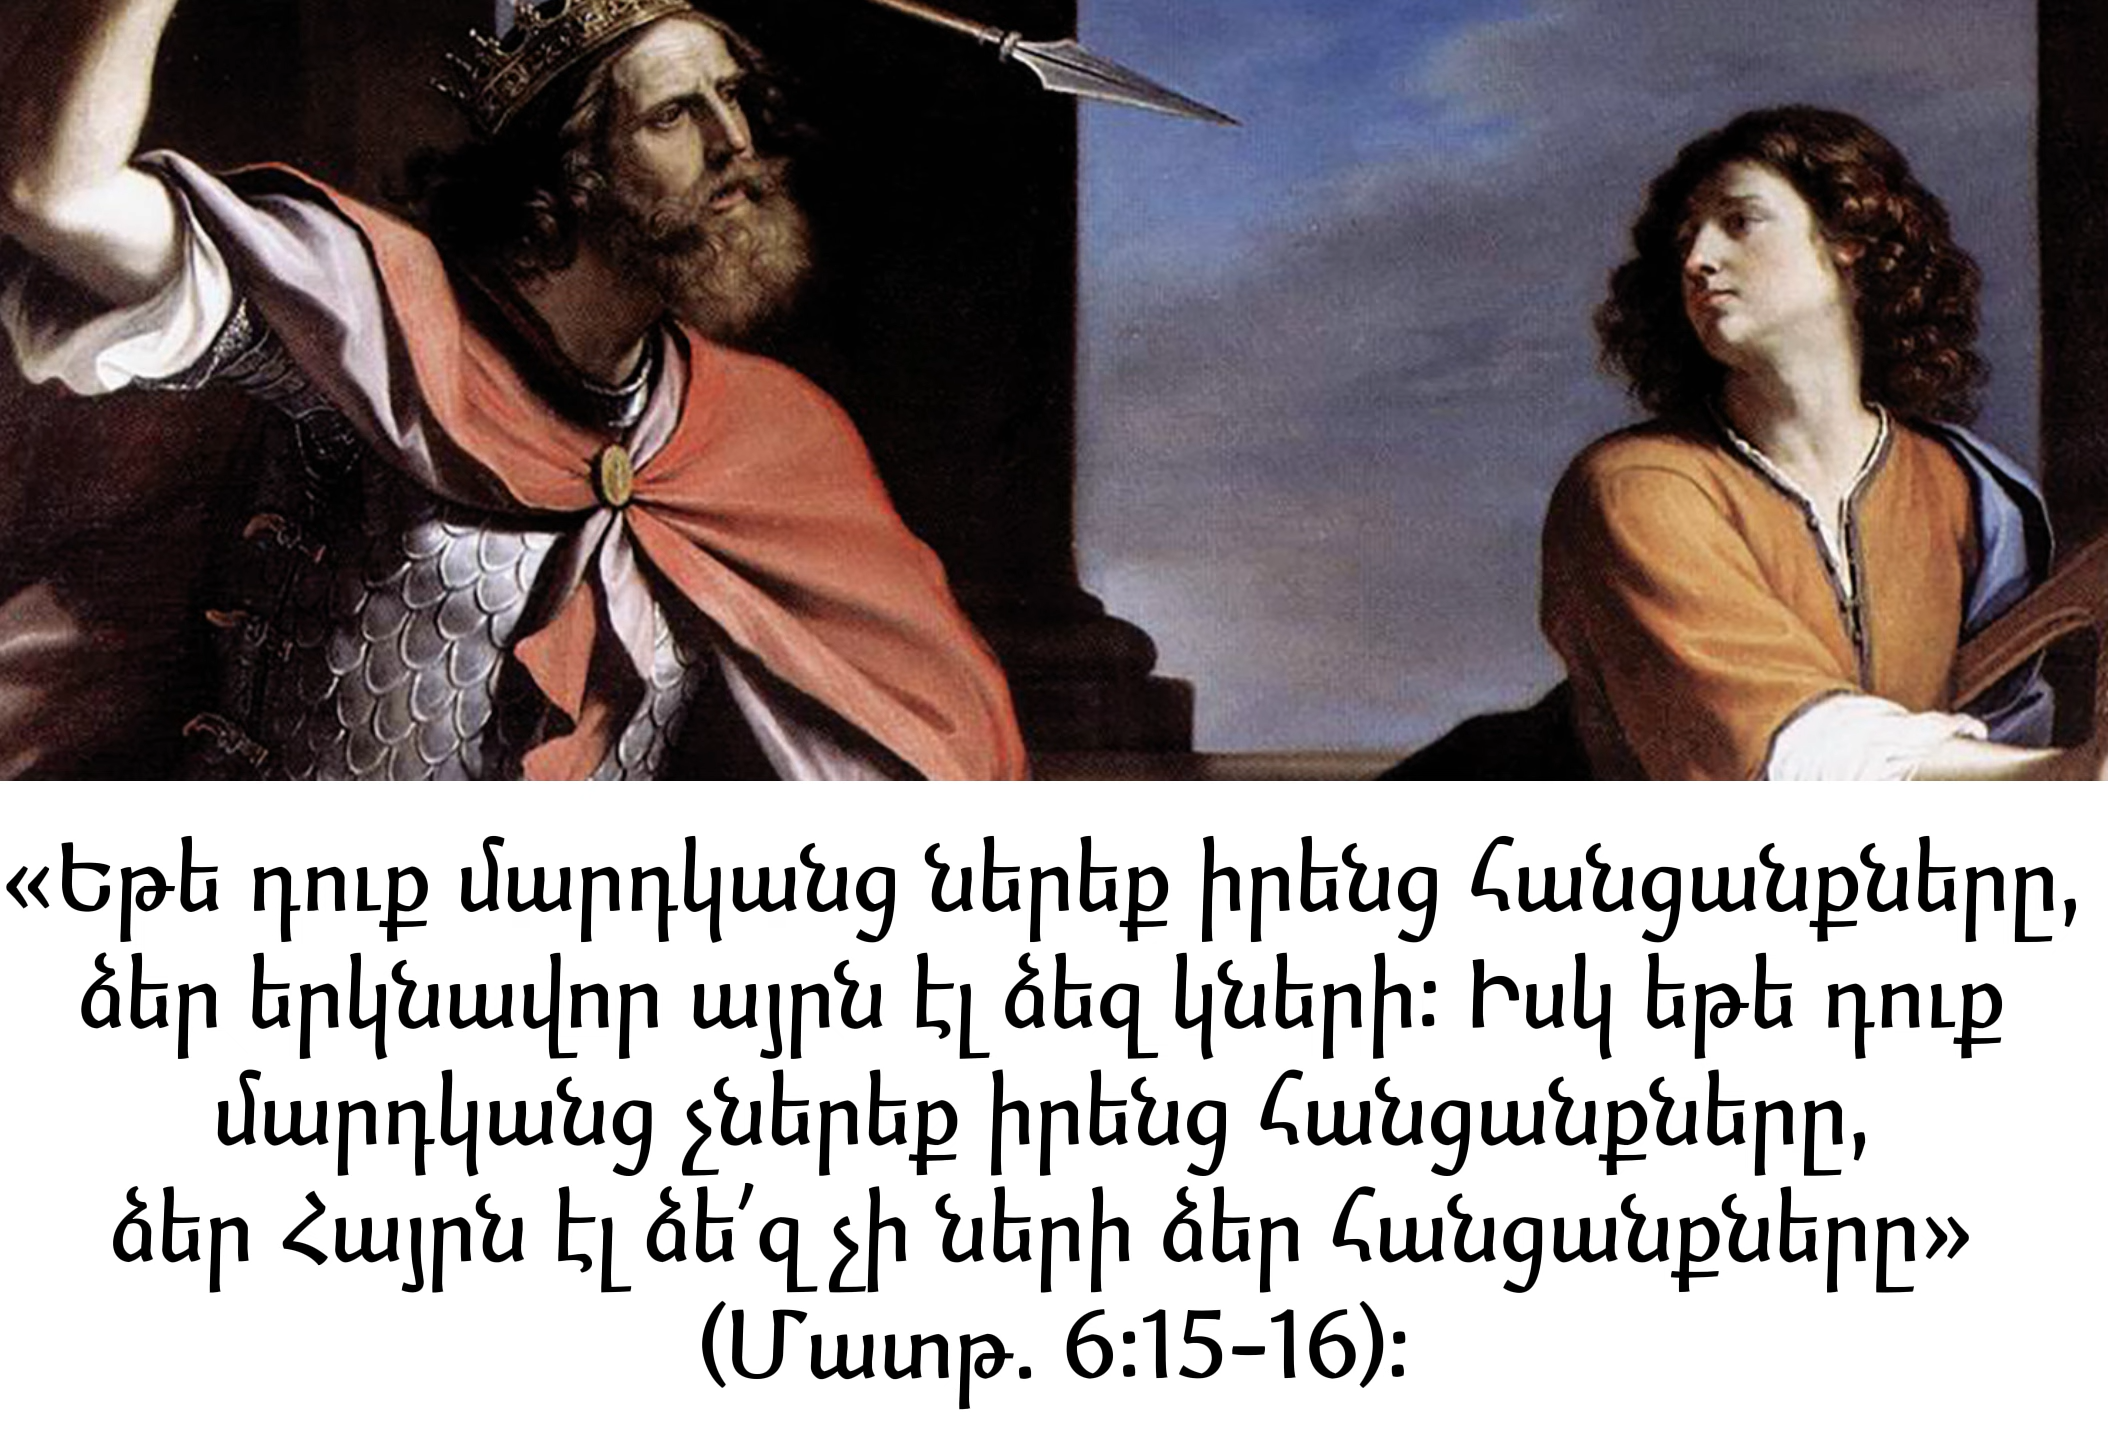 «Եթե դուք մարդկանց ներեք իրենց հանցանքները,
ձեր երկնավոր այրն էլ ձեզ կների: Իսկ եթե դուք
մարդկանց չներեք իրենց հանցանքները,
ձեր Հայրն էլ ձե՛զ չի ների ձեր հանցանքները»
(Մատթ. 6:15-16):